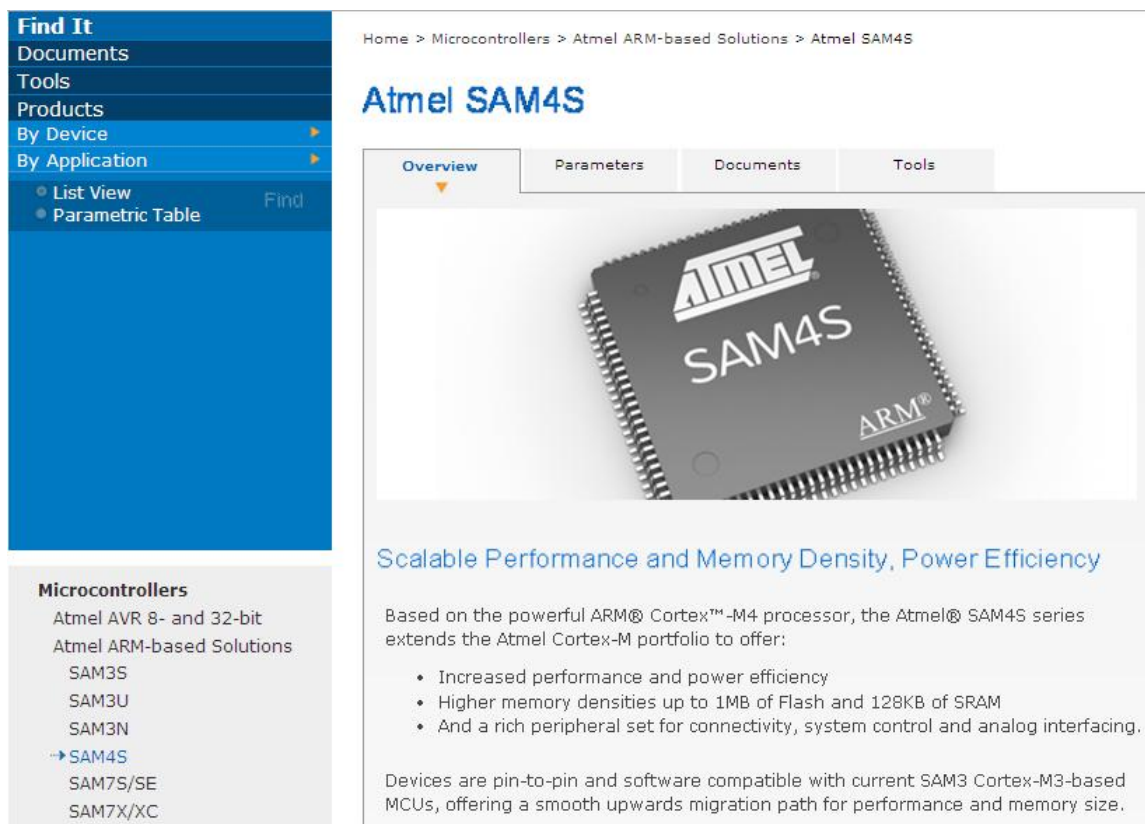 Find It
Documents
Tools
Products
By Device
By Application
List View
Find
Parametric Table
Home > Microcontrollers > Atmel ARM-based Solutions > Atmel SAM4S
Atmel SAM4S
Overview
Parameters
Documents
Tools
ATMEL®
SAM4S
ARM®
Scalable Performance and Memory Density, Power Efficiency
Based on the powerful ARM® Cortex™-M4 processor, the Atmel® SAM4S series
extends the Atmel Cortex-M portfolio to offer:
• Increased performance and power efficiency
• Higher memory densities up to 1MB of Flash and 128KB of SRAM
• And a rich peripheral set for connectivity, system control and analog interfacing.
Devices are pin-to-pin and software compatible with current SAM3 Cortex-M3-based
MCUs, offering a smooth upwards migration path for performance and memory size.
Microcontrollers
Atmel AVR 8- and 32-bit
Atmel ARM-based Solutions
SAM3S
SAM3U
SAM3N
SAM4S
SAM7S/SE
SAM7X/XC